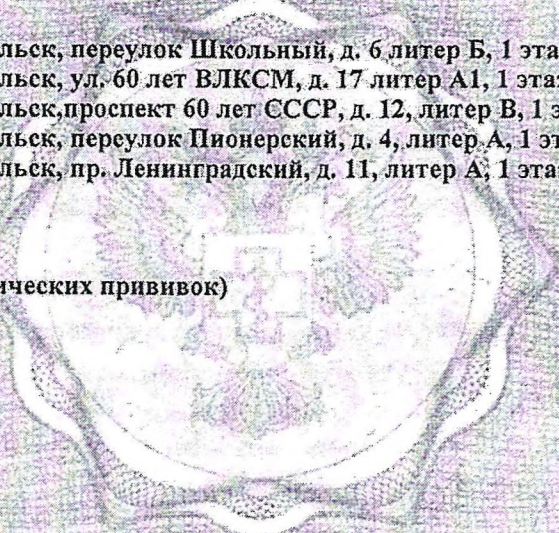 льск, переулок Школьный, д. 6 литер Б, 1 эта
льск, ул. 60 лет ВЛКСМ, д. 17 литер А1, 1 эта
льск,проспект 60 лет СССР, д. 12, литер В, 1 э
льск, переулок Пионерский, д. 4, литер А, 1 эт
льск, пр. Ленинградский, д. 11, литер А, 1 эта
ических прививок)